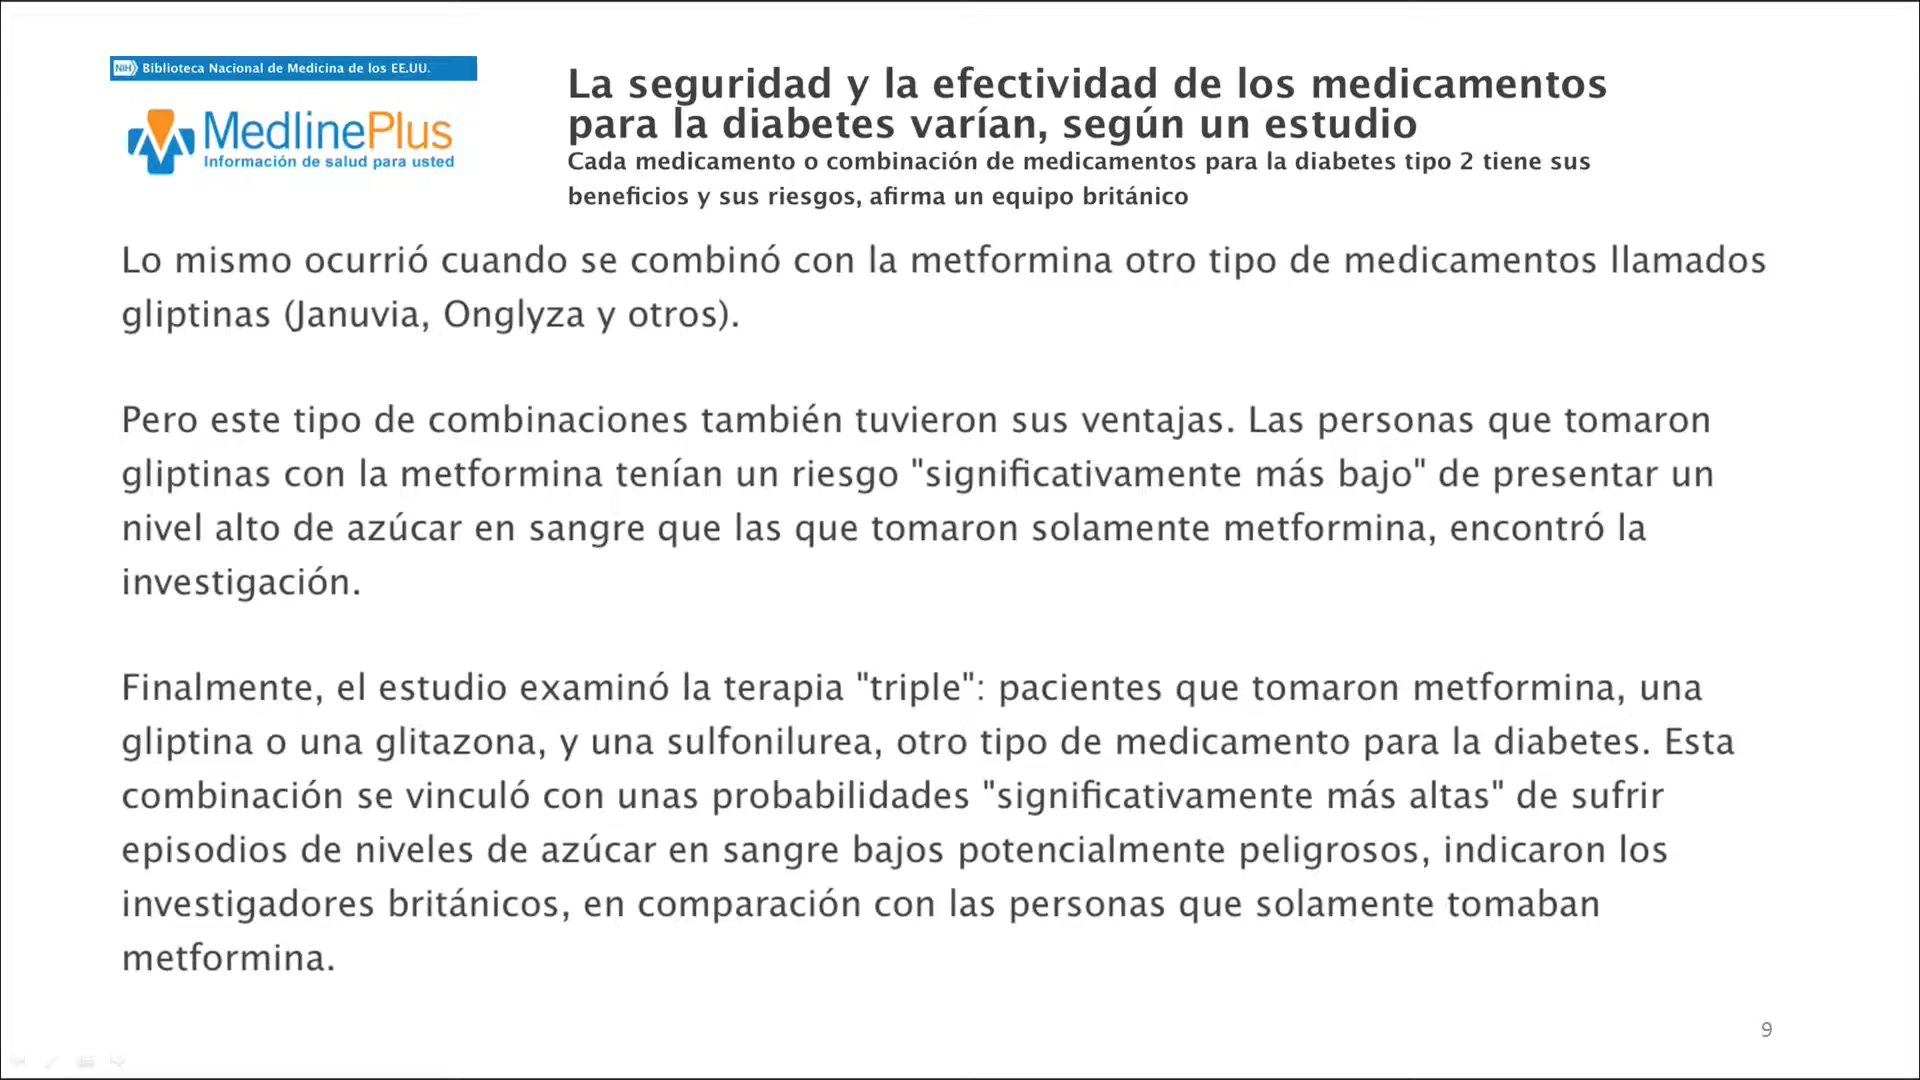 NIH Biblioteca Nacional de Medicina de los EE.UU.
MedlinePlus
Información de salud para usted
La seguridad y la efectividad de los medicamentos
para la diabetes varían, según un estudio
Cada medicamento o combinación de medicamentos para la diabetes tipo 2 tiene sus
beneficios y sus riesgos, afirma un equipo británico
Lo mismo ocurrió cuando se combinó con la metformina otro tipo de medicamentos llamados
gliptinas (Januvia, Onglyza y otros).
Pero este tipo de combinaciones también tuvieron sus ventajas. Las personas que tomaron
gliptinas con la metformina tenían un riesgo "significativamente más bajo" de presentar un
nivel alto de azúcar en sangre que las que tomaron solamente metformina, encontró la
investigación.
Finalmente, el estudio examinó la terapia "triple": pacientes que tomaron metformina, una
gliptina o una glitazona, y una sulfonilurea, otro tipo de medicamento para la diabetes. Esta
combinación se vinculó con unas probabilidades "significativamente más altas" de sufrir
episodios de niveles de azúcar en sangre bajos potencialmente peligrosos, indicaron los
investigadores británicos, en comparación con las personas que solamente tomaban
metformina.
9